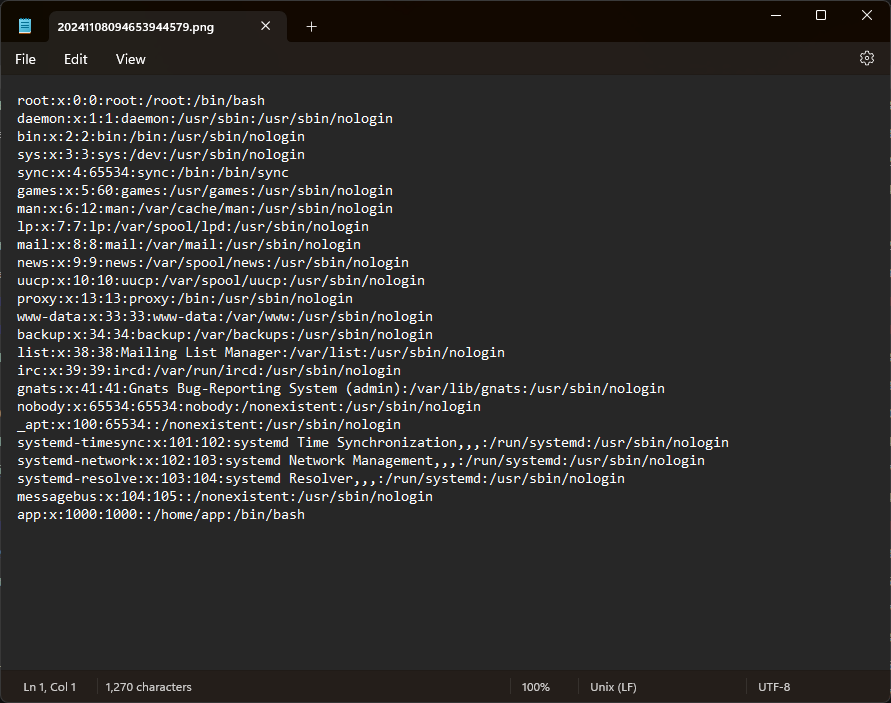 20241108094653944579.png
File Edit View
root:x:0:0:root:/root:/bin/bash
daemon:x:1:1:daemon:/usr/sbin:/usr/sbin/nologin
bin:x:2:2:bin:/bin:/usr/sbin/nologin
sys:x:3:3:sys:/dev:/usr/sbin/nologin
sync:x:4:65534:sync:/bin:/bin/sync
games:x:5:60:games:/usr/games:/usr/sbin/nologin
man:x:6:12:man:/var/cache/man:/usr/sbin/nologin
lp:x:7:7:lp:/var/spool/lpd:/usr/sbin/nologin
mail:x:8:8:mail:/var/mail:/usr/sbin/nologin
news:x:9:9:news:/var/spool/news:/usr/sbin/nologin
uucp:x:10:10:uucp:/var/spool/uucp:/usr/sbin/nologin
proxy:x:13:13:proxy:/bin:/usr/sbin/nologin
www-data:x:33:33:www-data:/var/www:/usr/sbin/nologin
backup:x:34:34:backup:/var/backups:/usr/sbin/nologin
list:x:38:38:Mailing List Manager:/var/list:/usr/sbin/nologin
irc:x:39:39:ircd:/var/run/ircd:/usr/sbin/nologin
gnats:x:41:41:Gnats Bug-Reporting System (admin):/var/lib/gnats:/usr/sbin/nologin
nobody:x:65534:65534:nobody:/nonexistent:/usr/sbin/nologin
_apt:x:100:65534::/nonexistent:/usr/sbin/nologin
systemd-timesync:x:101:102:systemd Time Synchronization,,,:/run/systemd:/usr/sbin/nologin
systemd-network:x:102:103:systemd Network Management,,,:/run/systemd:/usr/sbin/nologin
systemd-resolve:x:103:104:systemd Resolver,,,:/run/systemd:/usr/sbin/nologin
messagebus:x:104:105::/nonexistent:/usr/sbin/nologin
app:x:1000:1000::/home/app:/bin/bash
Ln 1, Col 1 1,270 characters 100% Unix (LF) UTF-8